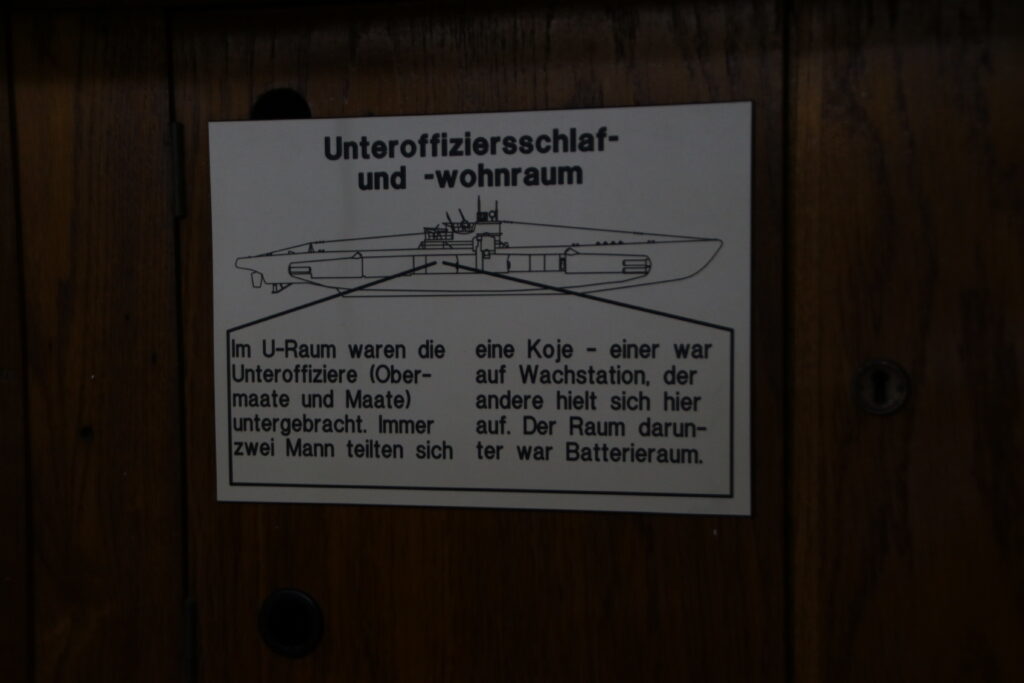 Unteroffiziersschlaf-
und -wohnraum
Im U-Raum waren die
Unteroffiziere (Ober-
maate und Maate)
untergebracht. Immer
zwei Mann teilten sich
eine Koje - einer war
auf Wachstation, der
andere hielt sich hier
auf. Der Raum darun-
ter war Batterieraum.